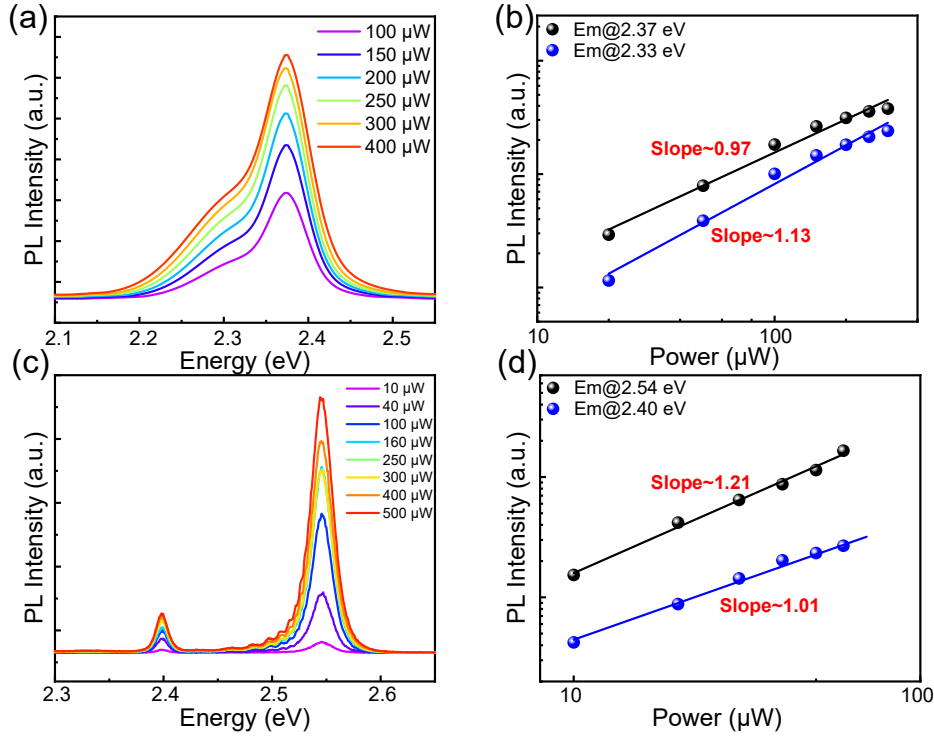 (a)
100 µW
150 µW
200 µW
250 µW
300 µW
400 µW
PL Intensity (a.u.)
2.1 2.2 2.3 2.4 2.5
Energy (eV)
(b)
Em@2.37 eV
Em@2.33 eV
Slope~0.97
Slope~1.13
PL Intensity (a.u.)
10 100
Power (µW)
(c)
10 µW
40 µW
100 µW
160 µW
250 µW
300 µW
400 µW
500 µW
PL Intensity (a.u.)
2.3 2.4 2.5 2.6
Energy (eV)
(d)
Em@2.54 eV
Em@2.40 eV
Slope~1.21
Slope~1.01
PL Intensity (a.u.)
10 100
Power (µW)